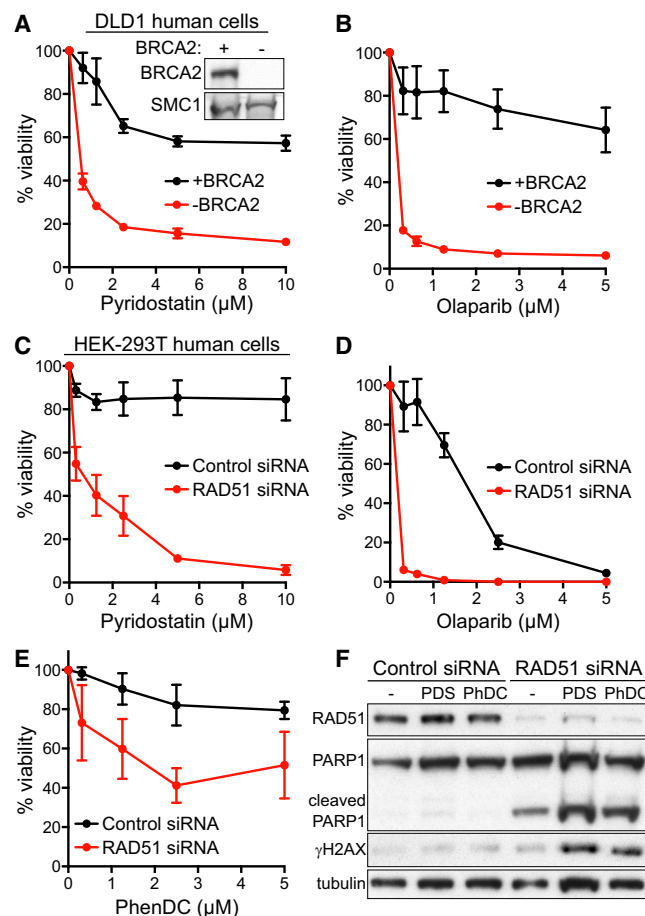 A
DLD1 human cells
BRCA2: + -
BRCA2
SMC1
100
80
60
40
20
0
% viability
+BRCA2
-BRCA2
0 2 4 6 8 10
Pyridostatin (µM)
B
100
80
60
40
20
0
% viability
+BRCA2
-BRCA2
0 1 2 3 4 5
Olaparib (µM)
C
HEK-293T human cells
100
80
60
40
20
0
% viability
Control siRNA
RAD51 siRNA
0 2 4 6 8 10
Pyridostatin (µM)
D
100
80
60
40
20
0
% viability
Control siRNA
RAD51 siRNA
0 1 2 3 4 5
Olaparib (µM)
E
100
80
60
40
20
0
% viability
Control siRNA
RAD51 siRNA
0 1 2 3 4 5
PhenDC (µM)
F
Control siRNA RAD51 siRNA
- PDS PhDC - PDS PhDC
RAD51
PARP1
cleaved
PARP1
γH2AX
tubulin